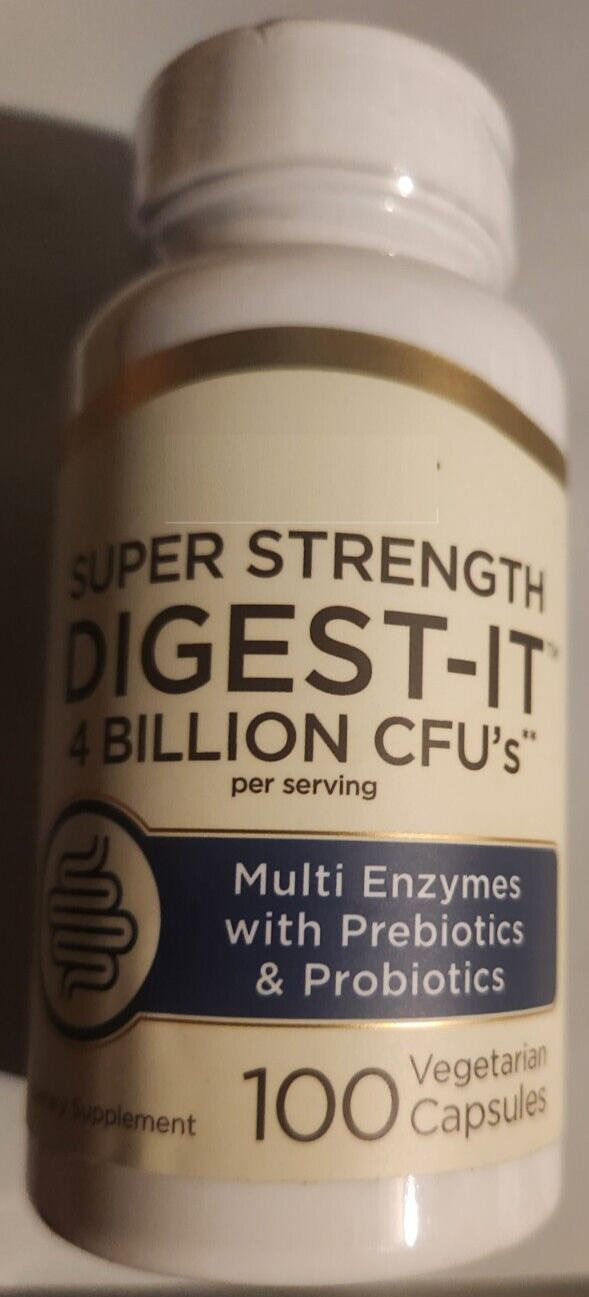 SUPER STRENGTH
DIGEST-IT™
4 BILLION CFU's**
per serving
Multi Enzymes
with Prebiotics
& Probiotics
Supplement
100 Vegetarian
Capsules